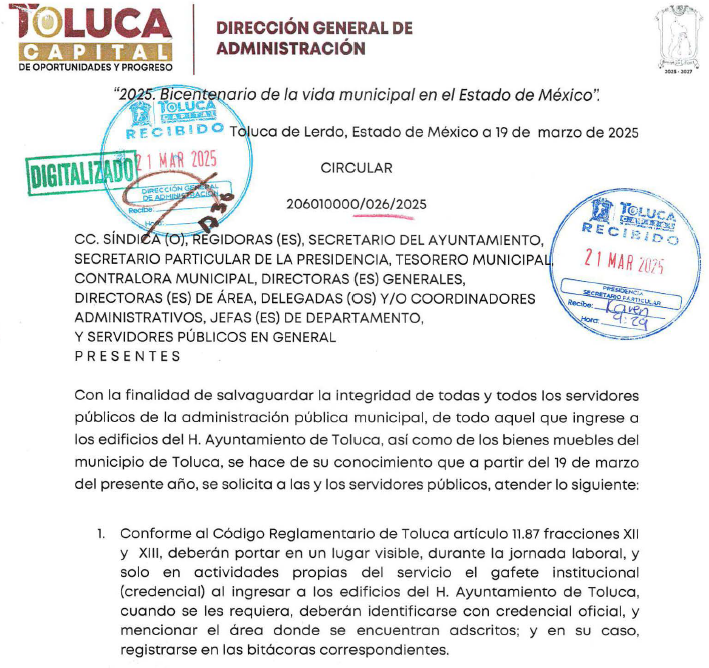 TOLUCA
CAPITAL
DE OPORTUNIDADES Y PROGRESO
DIRECCIÓN GENERAL DE
ADMINISTRACIÓN
2025 - 2027
"2025. Bicentenario de la vida municipal en el Estado de México".
TOLUCA
CAPITAL
RECIBIDO
21 MAR 2025
DIRECCIÓN GENERAL
DE ADMINISTRACIÓN
Recibe:
Hora:
DIGITALIZADO
Toluca de Lerdo, Estado de México a 19 de marzo de 2025
CIRCULAR
206010000/026/2025
TOLUCA
CAPITAL
RECIBIDO
21 MAR 2025
PRESIDENCIA
SECRETARIO PARTICULAR
Recibe: Karen
Hora: 9:29
CC. SÍNDICA (O), REGIDORAS (ES), SECRETARIO DEL AYUNTAMIENTO,
SECRETARIO PARTICULAR DE LA PRESIDENCIA, TESORERO MUNICIPAL,
CONTRALORA MUNICIPAL, DIRECTORAS (ES) GENERALES,
DIRECTORAS (ES) DE ÁREA, DELEGADAS (OS) Y/O COORDINADORES
ADMINISTRATIVOS, JEFAS (ES) DE DEPARTAMENTO,
Y SERVIDORES PÚBLICOS EN GENERAL
P R E S E N T E S
Con la finalidad de salvaguardar la integridad de todas y todos los servidores
públicos de la administración pública municipal, de todo aquel que ingrese a
los edificios del H. Ayuntamiento de Toluca, así como de los bienes muebles del
municipio de Toluca, se hace de su conocimiento que a partir del 19 de marzo
del presente año, se solicita a las y los servidores públicos, atender lo siguiente:
1. Conforme al Código Reglamentario de Toluca artículo 11.87 fracciones XII
y XIII, deberán portar en un lugar visible, durante la jornada laboral, y
solo en actividades propias del servicio el gafete institucional
(credencial) al ingresar a los edificios del H. Ayuntamiento de Toluca,
cuando se les requiera, deberán identificarse con credencial oficial, y
mencionar el área donde se encuentran adscritos; y en su caso,
registrarse en las bitácoras correspondientes.